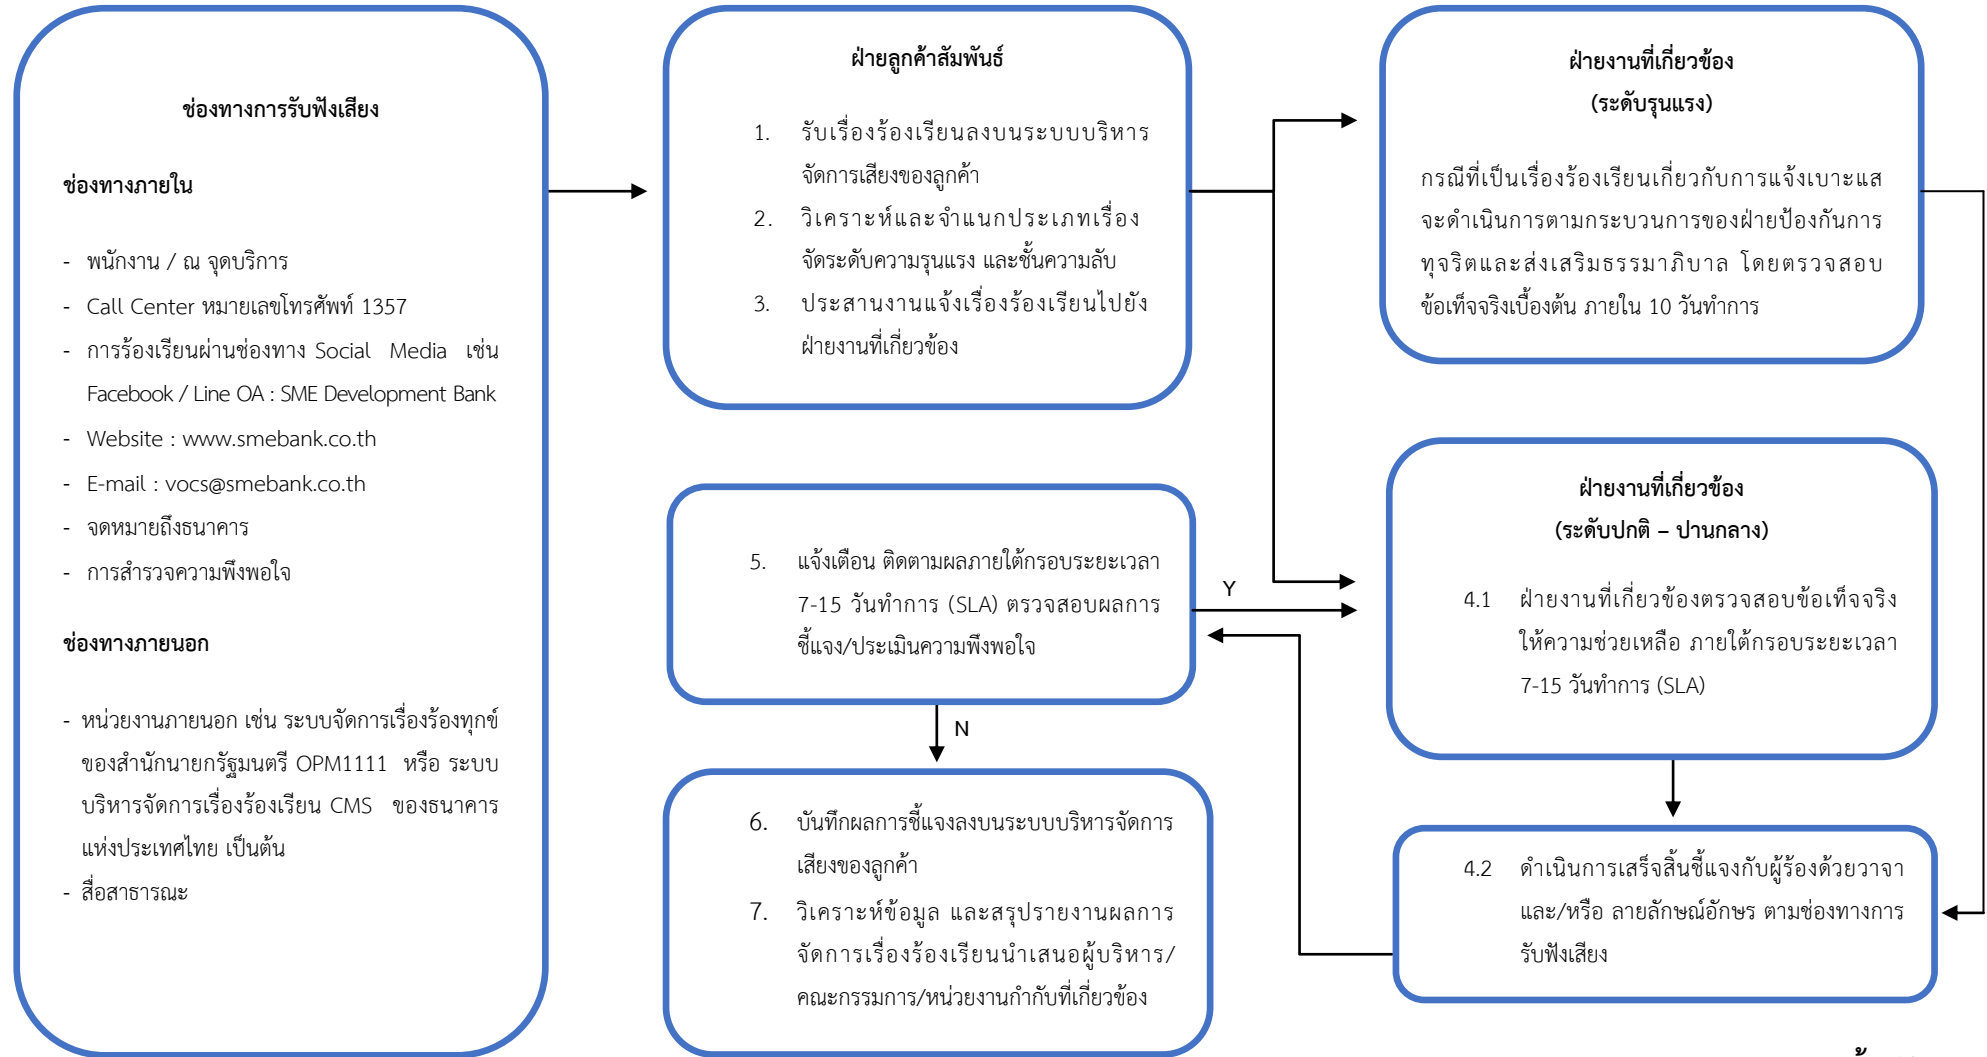 ช่องทางการรับฟังเสียง
ช่องทางภายใน
- พนักงาน / ณ จุดบริการ
- Call Center หมายเลขโทรศัพท์ 1357
- การร้องเรียนผ่านช่องทาง Social Media เช่น
Facebook / Line OA : SME Development Bank
- Website : www.smebank.co.th
- E-mail : vocs@smebank.co.th
- จดหมายถึงธนาคาร
- การสำรวจความพึงพอใจ
ช่องทางภายนอก
- หน่วยงานภายนอก เช่น ระบบจัดการเรื่องร้องทุกข์
ของสำนักนายกรัฐมนตรี OPM1111 หรือ ระบบ
บริหารจัดการเรื่องร้องเรียน CMS ของธนาคาร
แห่งประเทศไทย เป็นต้น
- สื่อสาธารณะ
ฝ่ายลูกค้าสัมพันธ์
1. รับเรื่องร้องเรียนลงบนระบบบริหาร
จัดการเสียงของลูกค้า
2. วิเคราะห์และจำแนกประเภทเรื่อง
จัดระดับความรุนแรง และชั้นความลับ
3. ประสานงานแจ้งเรื่องร้องเรียนไปยัง
ฝ่ายงานที่เกี่ยวข้อง
ฝ่ายงานที่เกี่ยวข้อง
(ระดับรุนแรง)
กรณีที่เป็นเรื่องร้องเรียนเกี่ยวกับการแจ้งเบาะแส
จะดำเนินการตามกระบวนการของฝ่ายป้องกันการ
ทุจริตและส่งเสริมธรรมาภิบาล โดยตรวจสอบ
ข้อเท็จจริงเบื้องต้น ภายใน 10 วันทำการ
ฝ่ายงานที่เกี่ยวข้อง
(ระดับปกติ – ปานกลาง)
4.1 ฝ่ายงานที่เกี่ยวข้องตรวจสอบข้อเท็จจริง
ให้ความช่วยเหลือ ภายใต้กรอบระยะเวลา
7-15 วันทำการ (SLA)
4.2 ดำเนินการเสร็จสิ้นชี้แจงกับผู้ร้องด้วยวาจา
และ/หรือ ลายลักษณ์อักษร ตามช่องทางการ
รับฟังเสียง
5. แจ้งเตือน ติดตามผลภายใต้กรอบระยะเวลา
7-15 วันทำการ (SLA) ตรวจสอบผลการ
ชี้แจง/ประเมินความพึงพอใจ
Y
N
6. บันทึกผลการชี้แจงลงบนระบบบริหารจัดการ
เสียงของลูกค้า
7. วิเคราะห์ข้อมูล และสรุปรายงานผลการ
จัดการเรื่องร้องเรียนนำเสนอผู้บริหาร/
คณะกรรมการ/หน่วยงานกำกับที่เกี่ยวข้อง